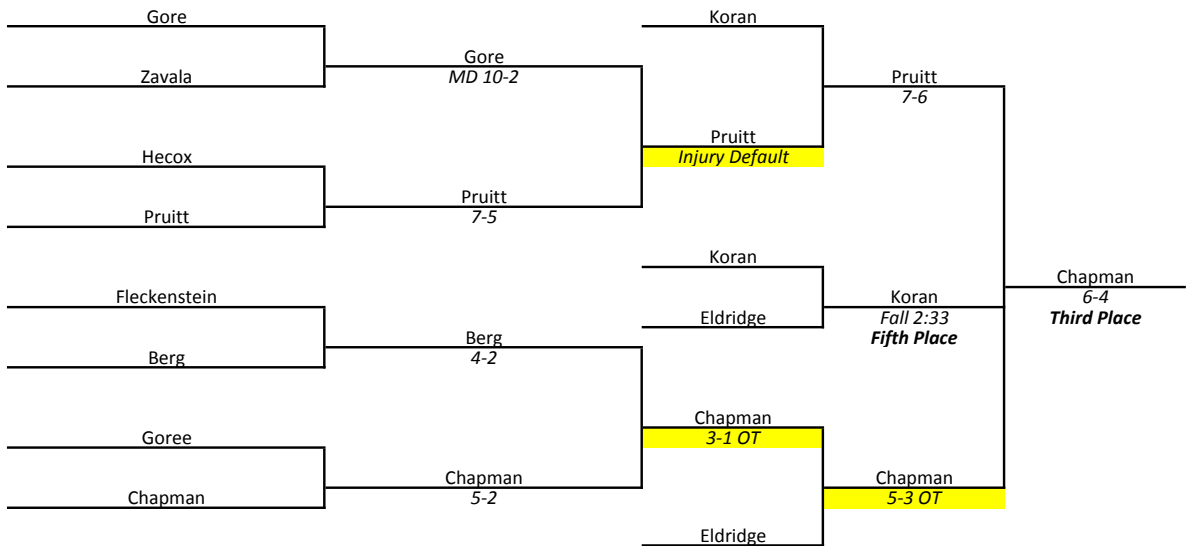 Gore
Koran
Gore
MD 10-2
Zavala
Pruitt
7-6
Hecox
Pruitt
Injury Default
Pruitt
Pruitt
7-5
Koran
Fleckenstein
Koran
Fall 2:33
Fifth Place
Chapman
6-4
Third Place
Eldridge
Berg
4-2
Berg
Goree
Chapman
3-1 OT
Chapman
Chapman
5-2
Chapman
5-3 OT
Eldridge